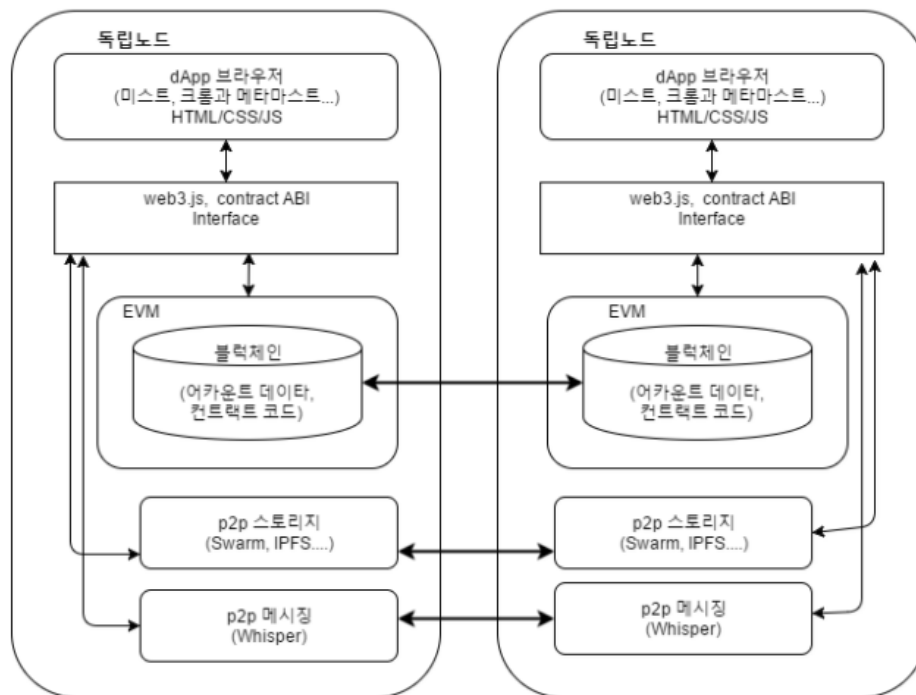 독립노드
dApp 브라우저
(미스트, 크롬과 메타마스트...)
HTML/CSS/JS
web3.js, contract ABI
Interface
EVM
블럭체인
(어카운트 데이타,
컨트랙트 코드)
p2p 스토리지
(Swarm, IPFS....)
p2p 메시징
(Whisper)
독립노드
dApp 브라우저
(미스트, 크롬과 메타마스트...)
HTML/CSS/JS
web3.js, contract ABI
Interface
EVM
블럭체인
(어카운트 데이타,
컨트랙트 코드)
p2p 스토리지
(Swarm, IPFS....)
p2p 메시징
(Whisper)